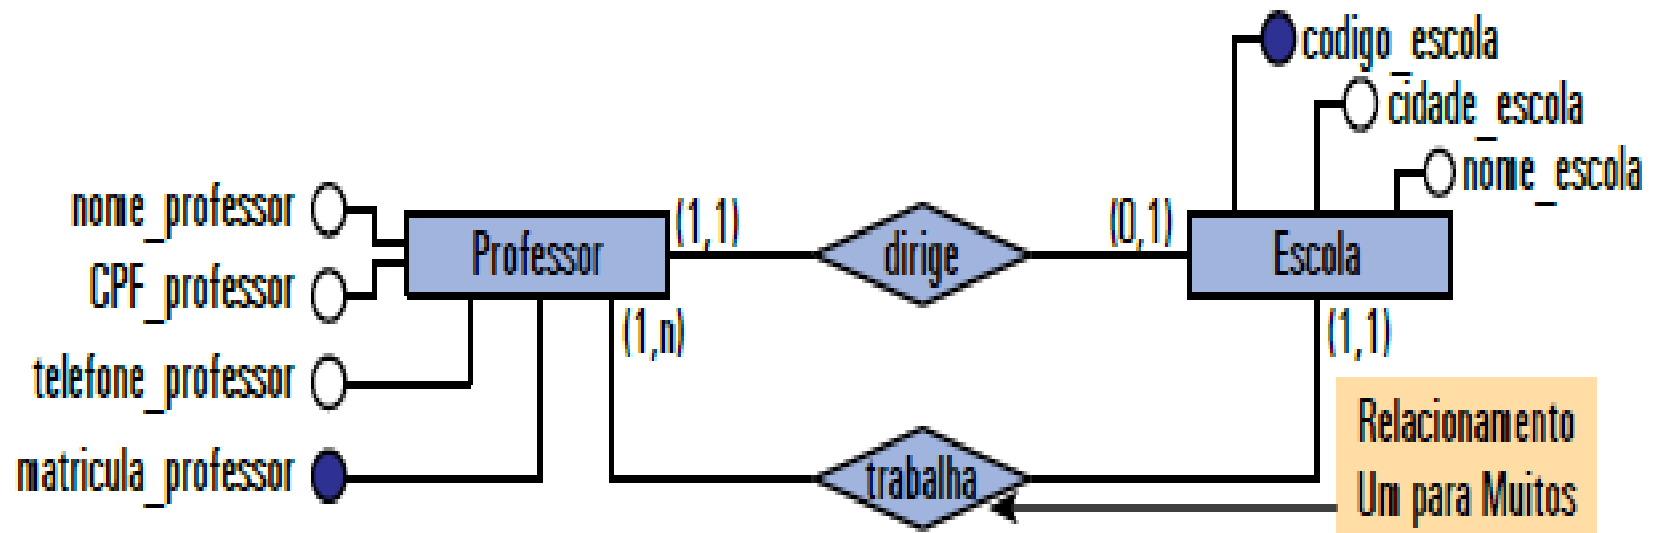 codigo_escola
cidade_escola
nome_escola
nome_professor
CPF_professor
telefone_professor
matricula_professor
Professor
(1,1)
dirige
(0,1)
Escola
(1,n)
(1,1)
trabalha
Relacionamento
Um para Muitos